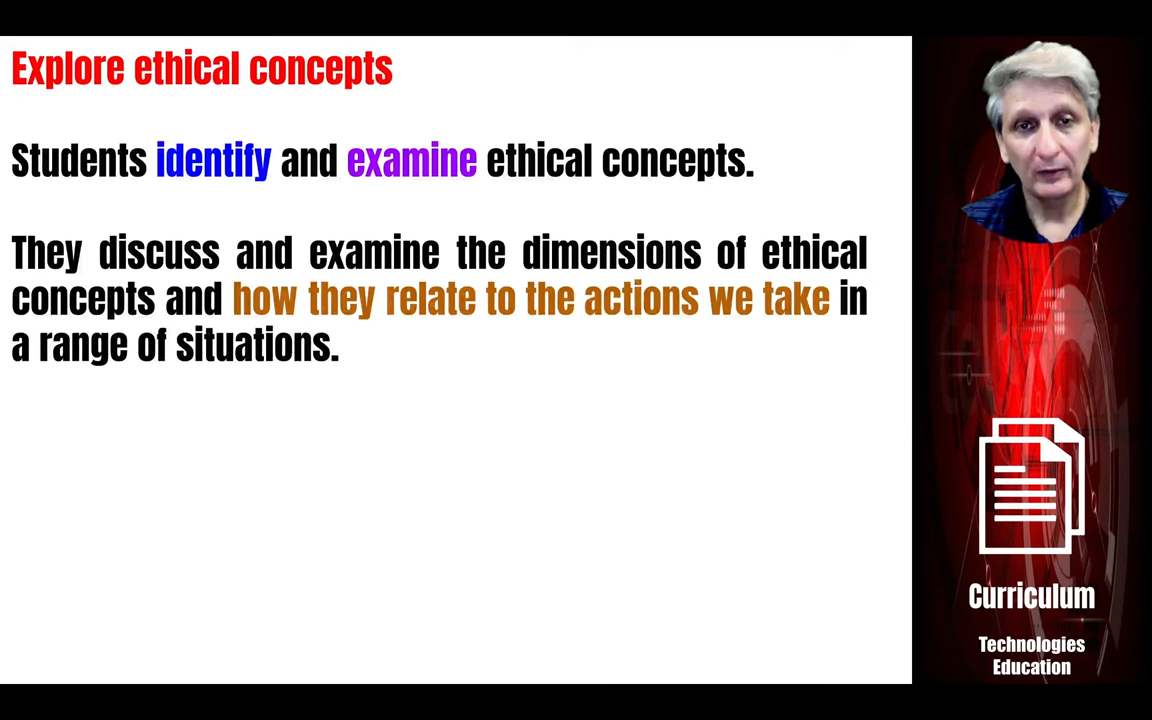 Explore ethical concepts
Students identify and examine ethical concepts.
They discuss and examine the dimensions of ethical
concepts and how they relate to the actions we take in
a range of situations.
Curriculum
Technologies
Education